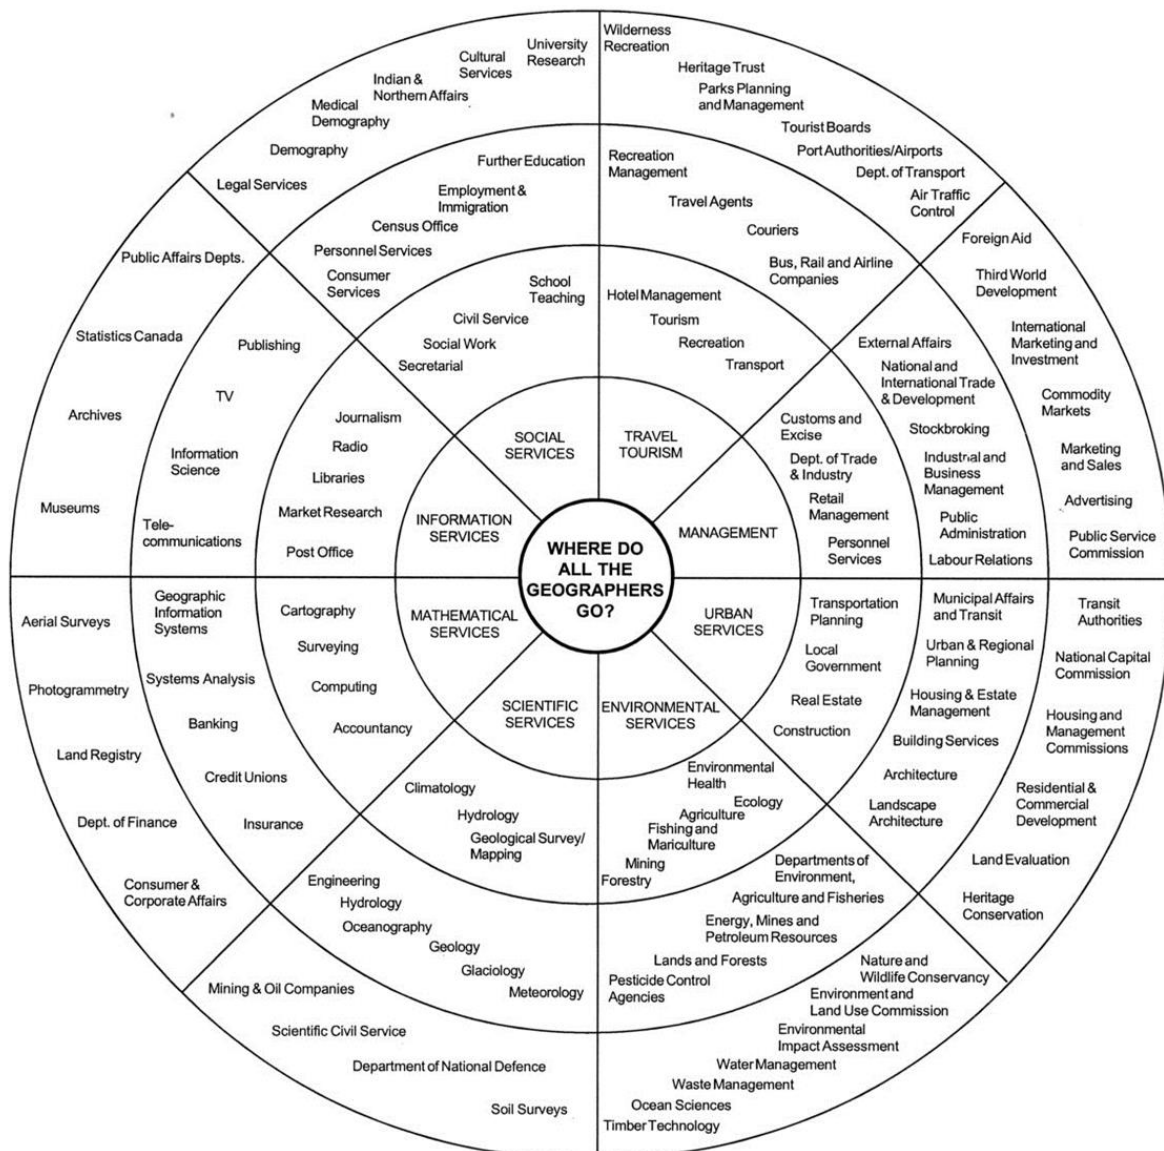 WHERE DO
ALL THE
GEOGRAPHERS
GO?
SOCIAL
SERVICES
School
Teaching
Civil Service
Social Work
Secretarial
Further Education
Employment &
Immigration
Census Office
Personnel Services
Consumer
Services
University
Research
Cultural
Services
Indian &
Northern Affairs
Medical
Demography
Demography
Legal Services
TRAVEL
TOURISM
Hotel Management
Tourism
Recreation
Transport
Recreation
Management
Travel Agents
Couriers
Bus, Rail and Airline
Companies
Wilderness
Recreation
Heritage Trust
Parks Planning
and Management
Tourist Boards
Port Authorities/Airports
Dept. of Transport
Air Traffic
Control
MANAGEMENT
Customs and
Excise
Dept. of Trade
& Industry
Retail
Management
Personnel
Services
External Affairs
National and
International Trade
& Development
Stockbroking
Industrial and
Business
Management
Public
Administration
Labour Relations
Foreign Aid
Third World
Development
International
Marketing and
Investment
Commodity
Markets
Marketing
and Sales
Advertising
Public Service
Commission
URBAN
SERVICES
Transportation
Planning
Local
Government
Real Estate
Construction
Municipal Affairs
and Transit
Urban & Regional
Planning
Housing & Estate
Management
Building Services
Architecture
Landscape
Architecture
Transit
Authorities
National Capital
Commission
Housing and
Management
Commissions
Residential &
Commercial
Development
Land Evaluation
Heritage
Conservation
ENVIRONMENTAL
SERVICES
Environmental
Health
Ecology
Agriculture
Fishing and
Mariculture
Mining
Forestry
Departments of
Environment,
Agriculture and Fisheries
Energy, Mines and
Petroleum Resources
Lands and Forests
Pesticide Control
Agencies
Nature and
Wildlife Conservancy
Environment and
Land Use Commission
Environmental
Impact Assessment
Water Management
Waste Management
Ocean Sciences
Timber Technology
SCIENTIFIC
SERVICES
Climatology
Hydrology
Geological Survey/
Mapping
Engineering
Hydrology
Oceanography
Geology
Glaciology
Meteorology
Mining & Oil Companies
Scientific Civil Service
Department of National Defence
Soil Surveys
MATHEMATICAL
SERVICES
Cartography
Surveying
Computing
Accountancy
Geographic
Information
Systems
Systems Analysis
Banking
Credit Unions
Insurance
Aerial Surveys
Photogrammetry
Land Registry
Dept. of Finance
Consumer &
Corporate Affairs
INFORMATION
SERVICES
Journalism
Radio
Libraries
Market Research
Post Office
Publishing
TV
Information
Science
Tele-
communications
Public Affairs Depts.
Statistics Canada
Archives
Museums